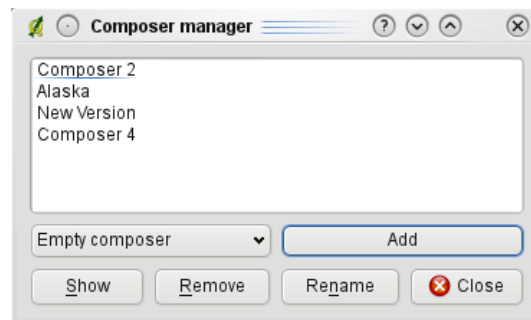 Composer manager
Composer 2
Alaska
New Version
Composer 4
Empty composer
Add
Show
Remove
Rename
Close